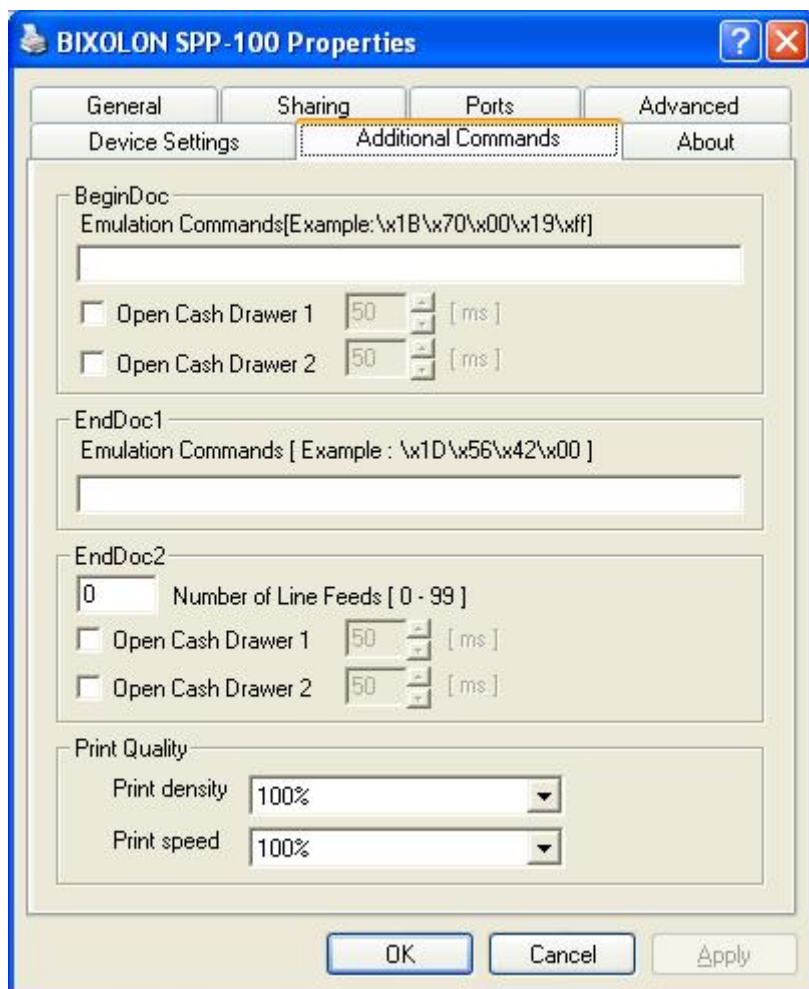 BIXOLON SPP-100 Properties
General Sharing Ports Advanced
Device Settings Additional Commands About
BeginDoc
Emulation Commands[Example:\x1B\x70\x00\x19\xff]
Open Cash Drawer 1 50 [ ms ]
Open Cash Drawer 2 50 [ ms ]
EndDoc1
Emulation Commands [ Example : \x1D\x56\x42\x00 ]
EndDoc2
0 Number of Line Feeds [ 0 - 99 ]
Open Cash Drawer 1 50 [ ms ]
Open Cash Drawer 2 50 [ ms ]
Print Quality
Print density 100%
Print speed 100%
OK Cancel Apply